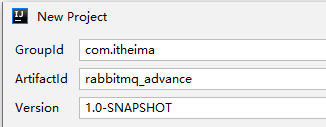 New Project
GroupId com.itheima
ArtifactId rabbitmq_advance
Version 1.0-SNAPSHOT